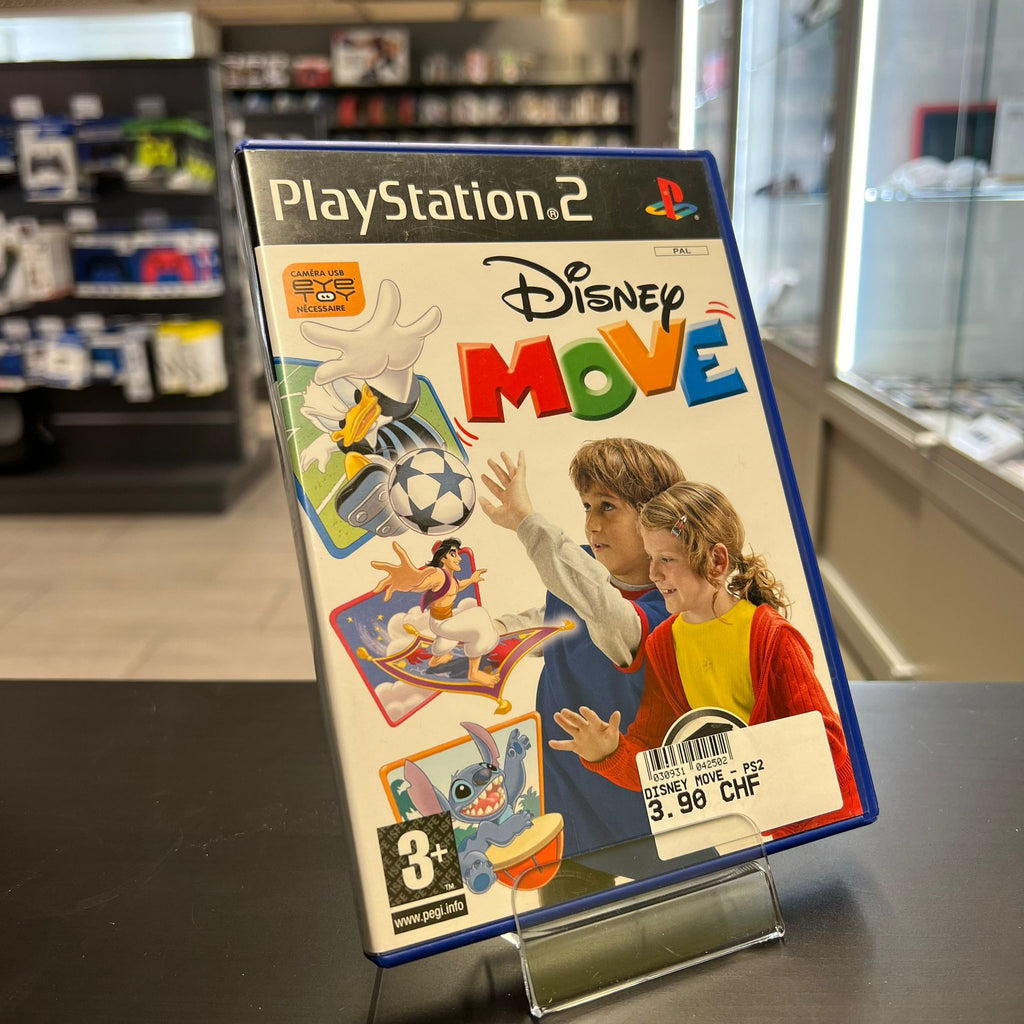 PlayStation®2
PAL
CAMÉRA USB
EYE
TOY
NÉCESSAIRE
DISNEY
MOVE
030931 042502
DISNEY MOVE - PS2
3.90 CHF
3+
TM
www.pegi.info